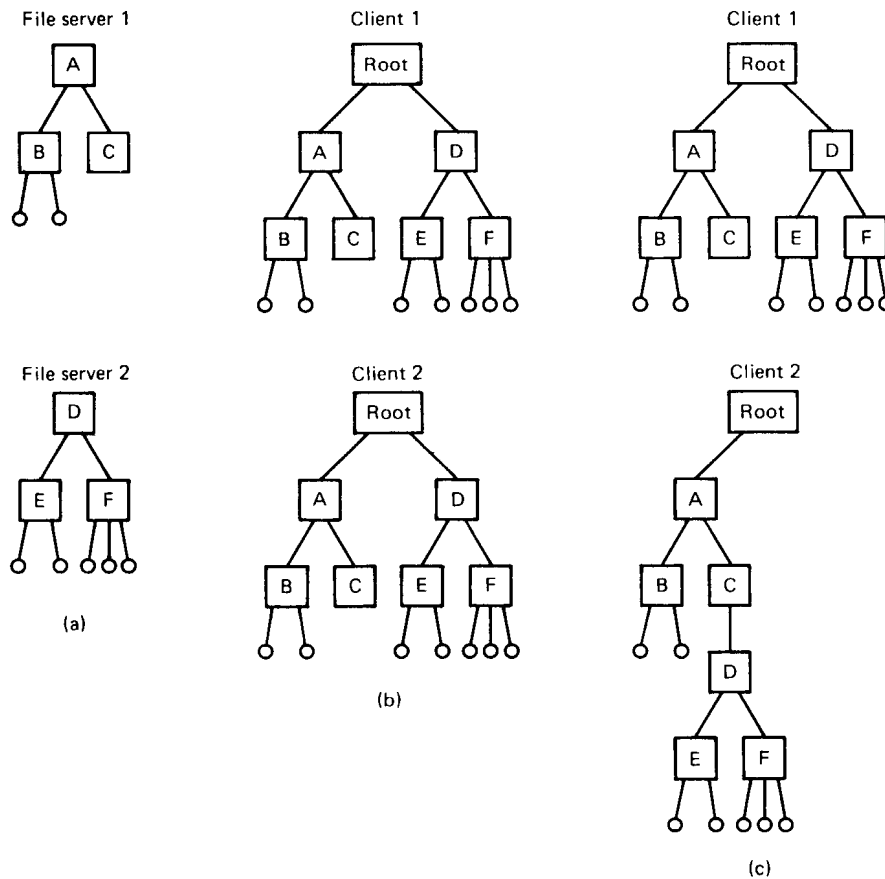 File server 1
Client 1
Client 1
A
Root
Root
B
C
A
D
A
D
B
C
E
F
B
C
E
F
File server 2
Client 2
Client 2
D
Root
Root
E
F
A
D
A
B
C
E
F
B
C
(a)
D
(b)
E
F
(c)